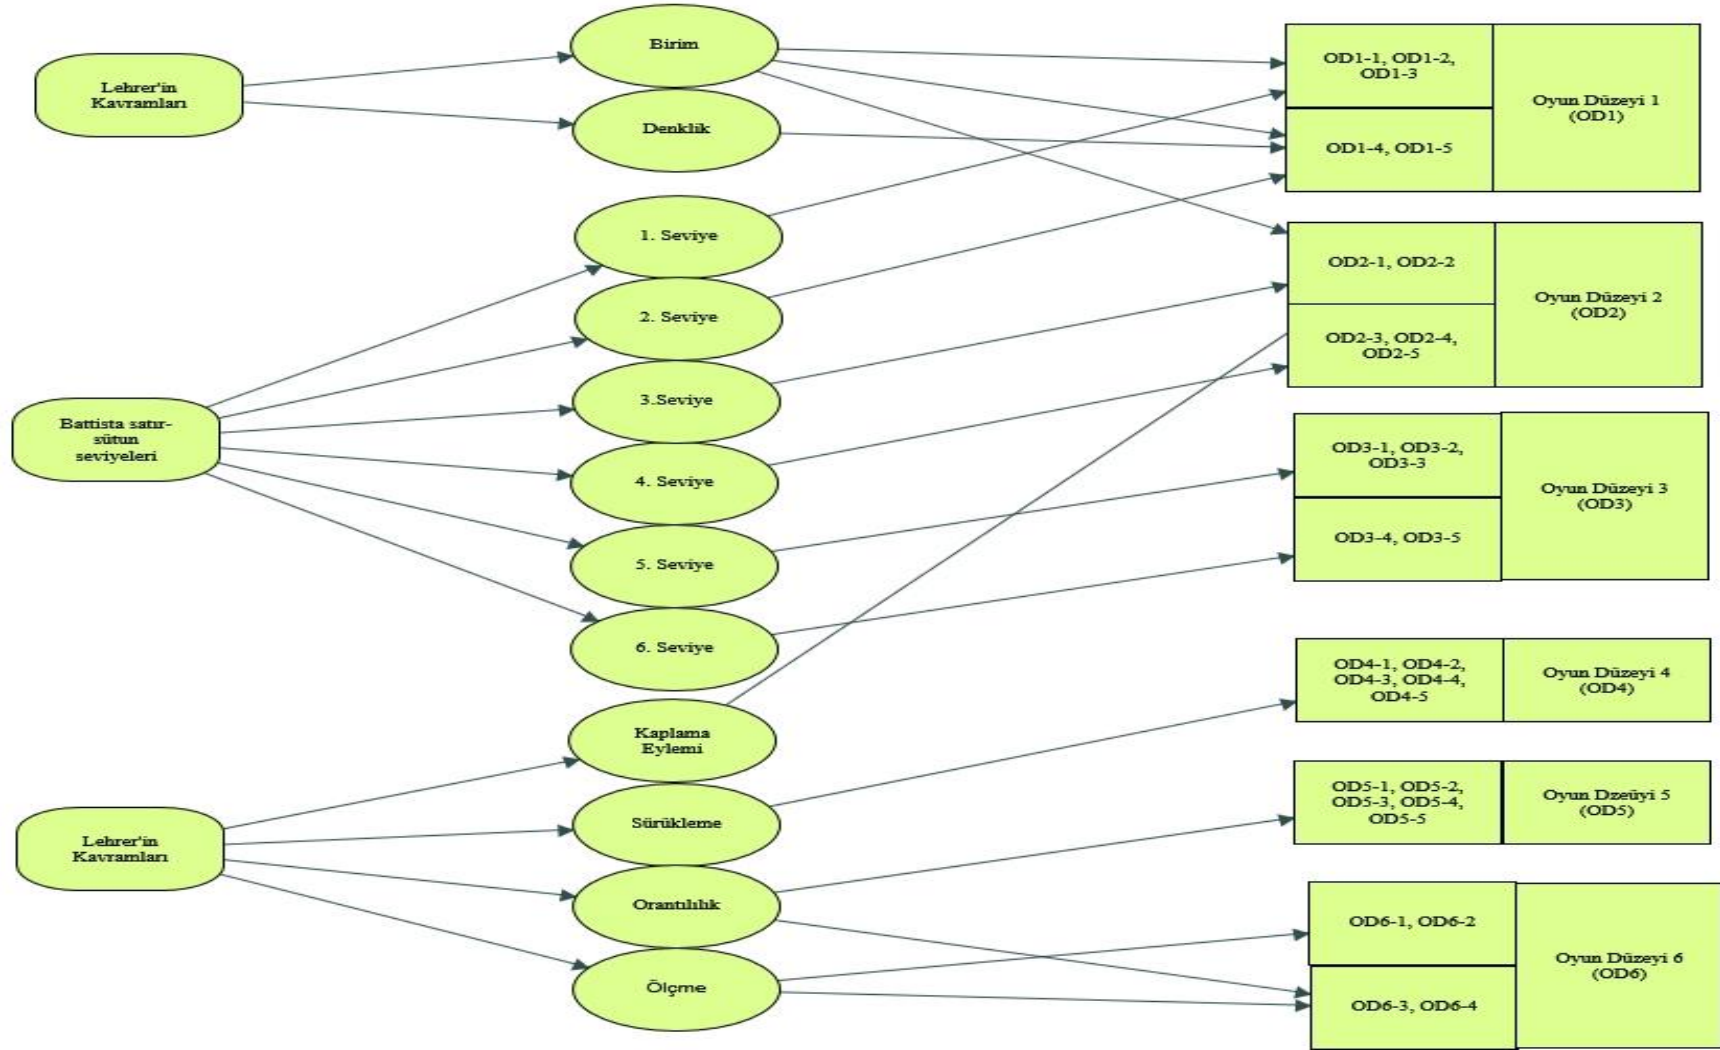 Lehrer'in
Kavramları
Birim
Denklik
OD1-1, OD1-2,
OD1-3
OD1-4, OD1-5
Oyun Düzeyi 1
(OD1)
Battista satır-
sütun
seviyeleri
1. Seviye
2. Seviye
3.Seviye
4. Seviye
5. Seviye
6. Seviye
OD2-1, OD2-2
OD2-3, OD2-4,
OD2-5
Oyun Düzeyi 2
(OD2)
OD3-1, OD3-2,
OD3-3
OD3-4, OD3-5
Oyun Düzeyi 3
(OD3)
Lehrer'in
Kavramları
Kaplama
Eylemi
Sürükleme
Orantılılık
Ölçme
OD4-1, OD4-2,
OD4-3, OD4-4,
OD4-5
Oyun Düzeyi 4
(OD4)
OD5-1, OD5-2,
OD5-3, OD5-4,
OD5-5
Oyun Dzeüyi 5
(OD5)
OD6-1, OD6-2
OD6-3, OD6-4
Oyun Düzeyi 6
(OD6)